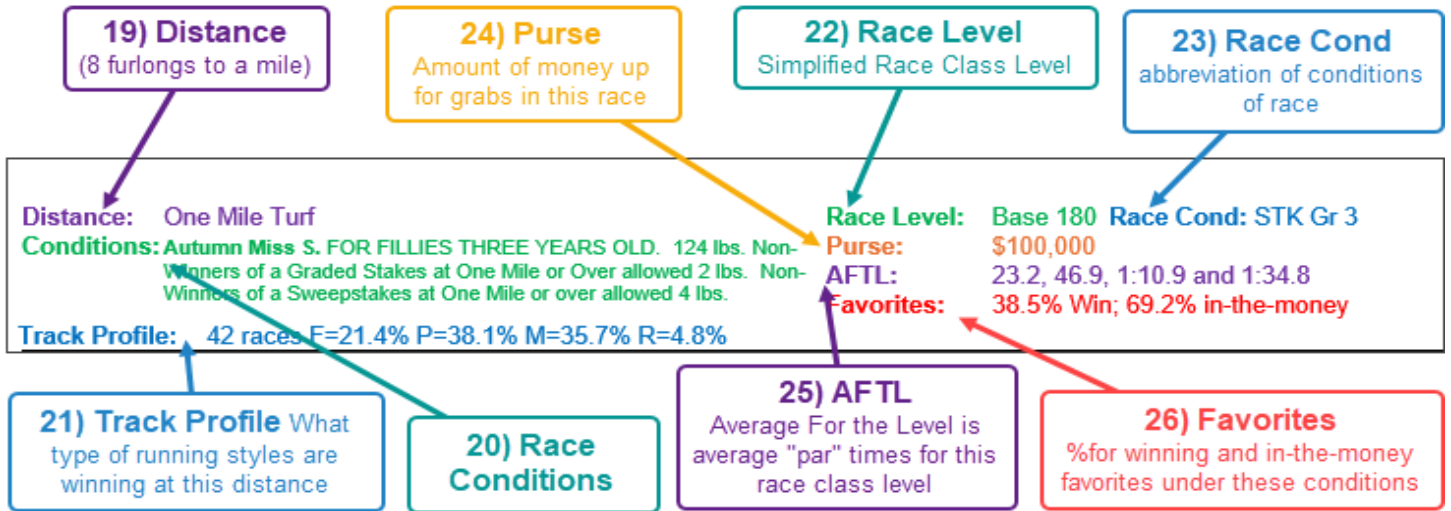 19) Distance
(8 furlongs to a mile)
24) Purse
Amount of money up
for grabs in this race
22) Race Level
Simplified Race Class Level
23) Race Cond
abbreviation of conditions
of race
Distance: One Mile Turf
Conditions: Autumn Miss S. FOR FILLIES THREE YEARS OLD. 124 lbs. Non-
Winners of a Graded Stakes at One Mile or Over allowed 2 lbs. Non-
Winners of a Sweepstakes at One Mile or over allowed 4 lbs.
Track Profile: 42 races F=21.4% P=38.1% M=35.7% R=4.8%
Race Level: Base 180 Race Cond: STK Gr 3
Purse: $100,000
AFTL: 23.2, 46.9, 1:10.9 and 1:34.8
Favorites: 38.5% Win; 69.2% in-the-money
21) Track Profile What
type of running styles are
winning at this distance
20) Race
Conditions
25) AFTL
Average For the Level is
average "par" times for this
race class level
26) Favorites
%for winning and in-the-money
favorites under these conditions